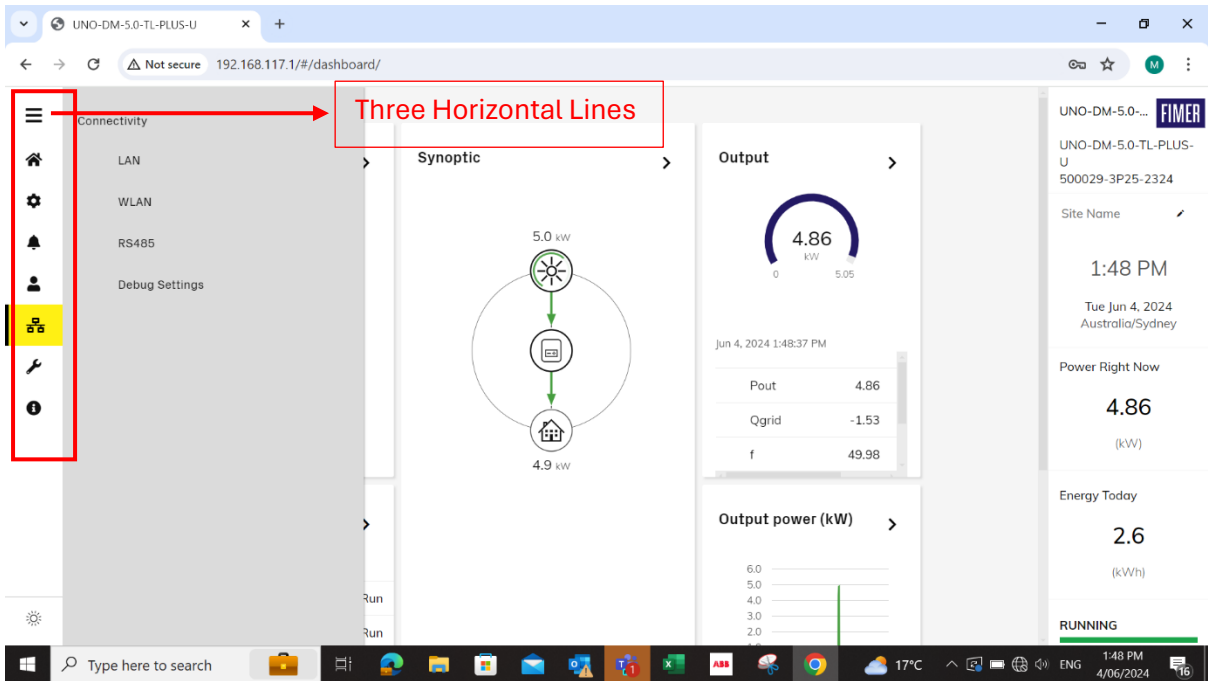 UNO-DM-5.0-TL-PLUS-U
Not secure 192.168.117.1/#/dashboard/
M
Three Horizontal Lines
Connectivity
LAN
WLAN
RS485
Debug Settings
Synoptic
5.0 kW
4.9 kW
Output
4.86
kW
0 5.05
Jun 4, 2024 1:48:37 PM
Pout 4.86
Qgrid -1.53
f 49.98
Run
Run
Output power (kW)
6.0
5.0
4.0
3.0
2.0
UNO-DM-5.0-... FIMER
UNO-DM-5.0-TL-PLUS-
U
500029-3P25-2324
Site Name
1:48 PM
Tue Jun 4, 2024
Australia/Sydney
Power Right Now
4.86
(kW)
Energy Today
2.6
(kWh)
RUNNING
Type here to search
1
ABB
17°C
ENG
1:48 PM
4/06/2024
16